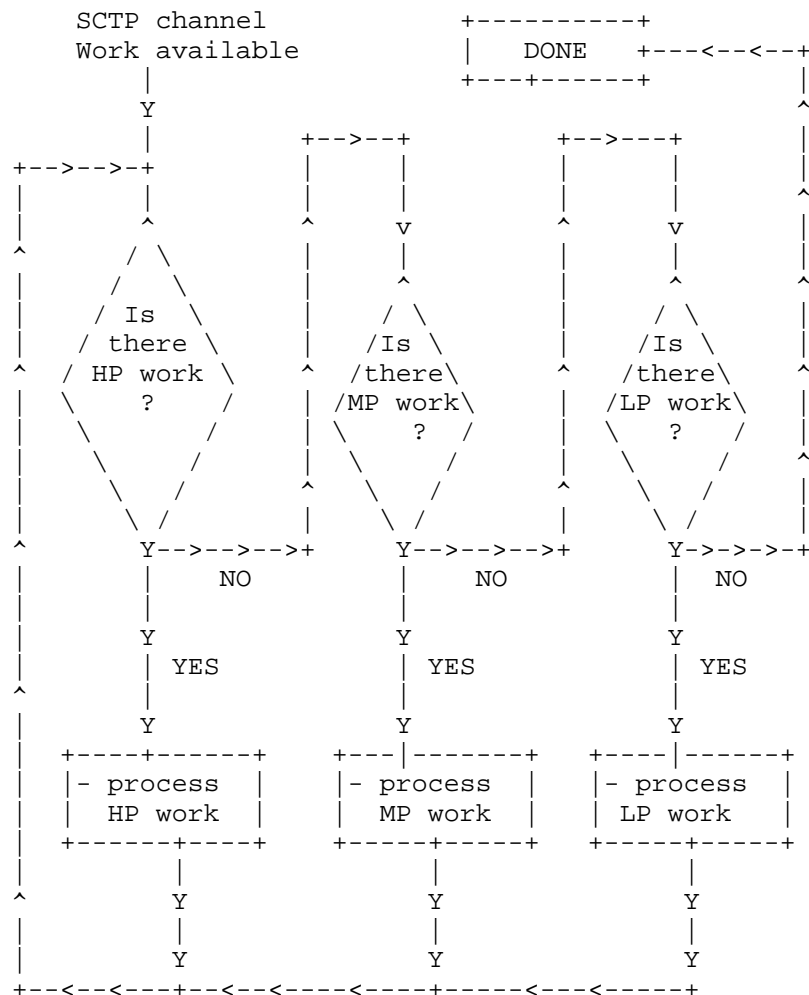 SCTP channel
Work available
DONE
Y
Is
there
HP work
?
Is
there
MP work
?
Is
there
LP work
?
Y
NO
Y
NO
Y
NO
Y
YES
Y
YES
Y
YES
Y
Y
Y
- process
HP work
- process
MP work
- process
LP work
Y
Y
Y
Y
Y
Y